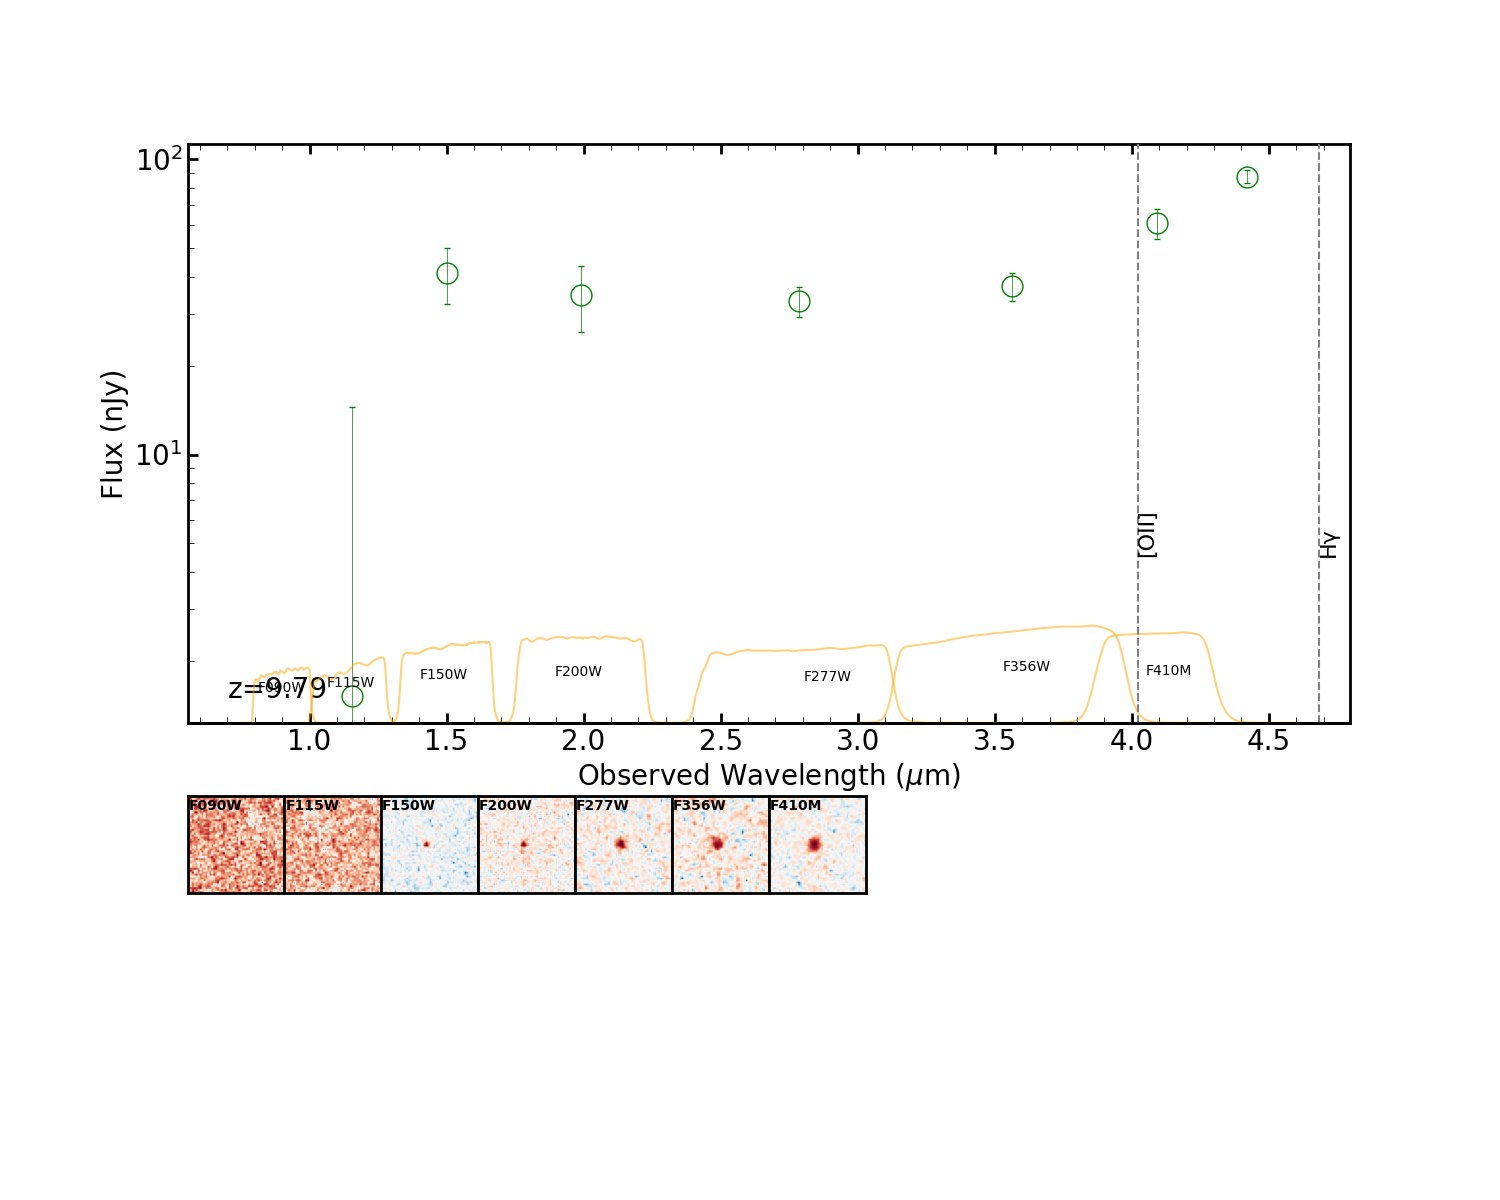 10²
10¹
Flux (nJy)
[OII]
Hγ
F090W
F115W
F150W
F200W
F277W
F356W
F410M
z=9.79
1.0 1.5 2.0 2.5 3.0 3.5 4.0 4.5
Observed Wavelength (μm)
F090W F115W F150W F200W F277W F356W F410M